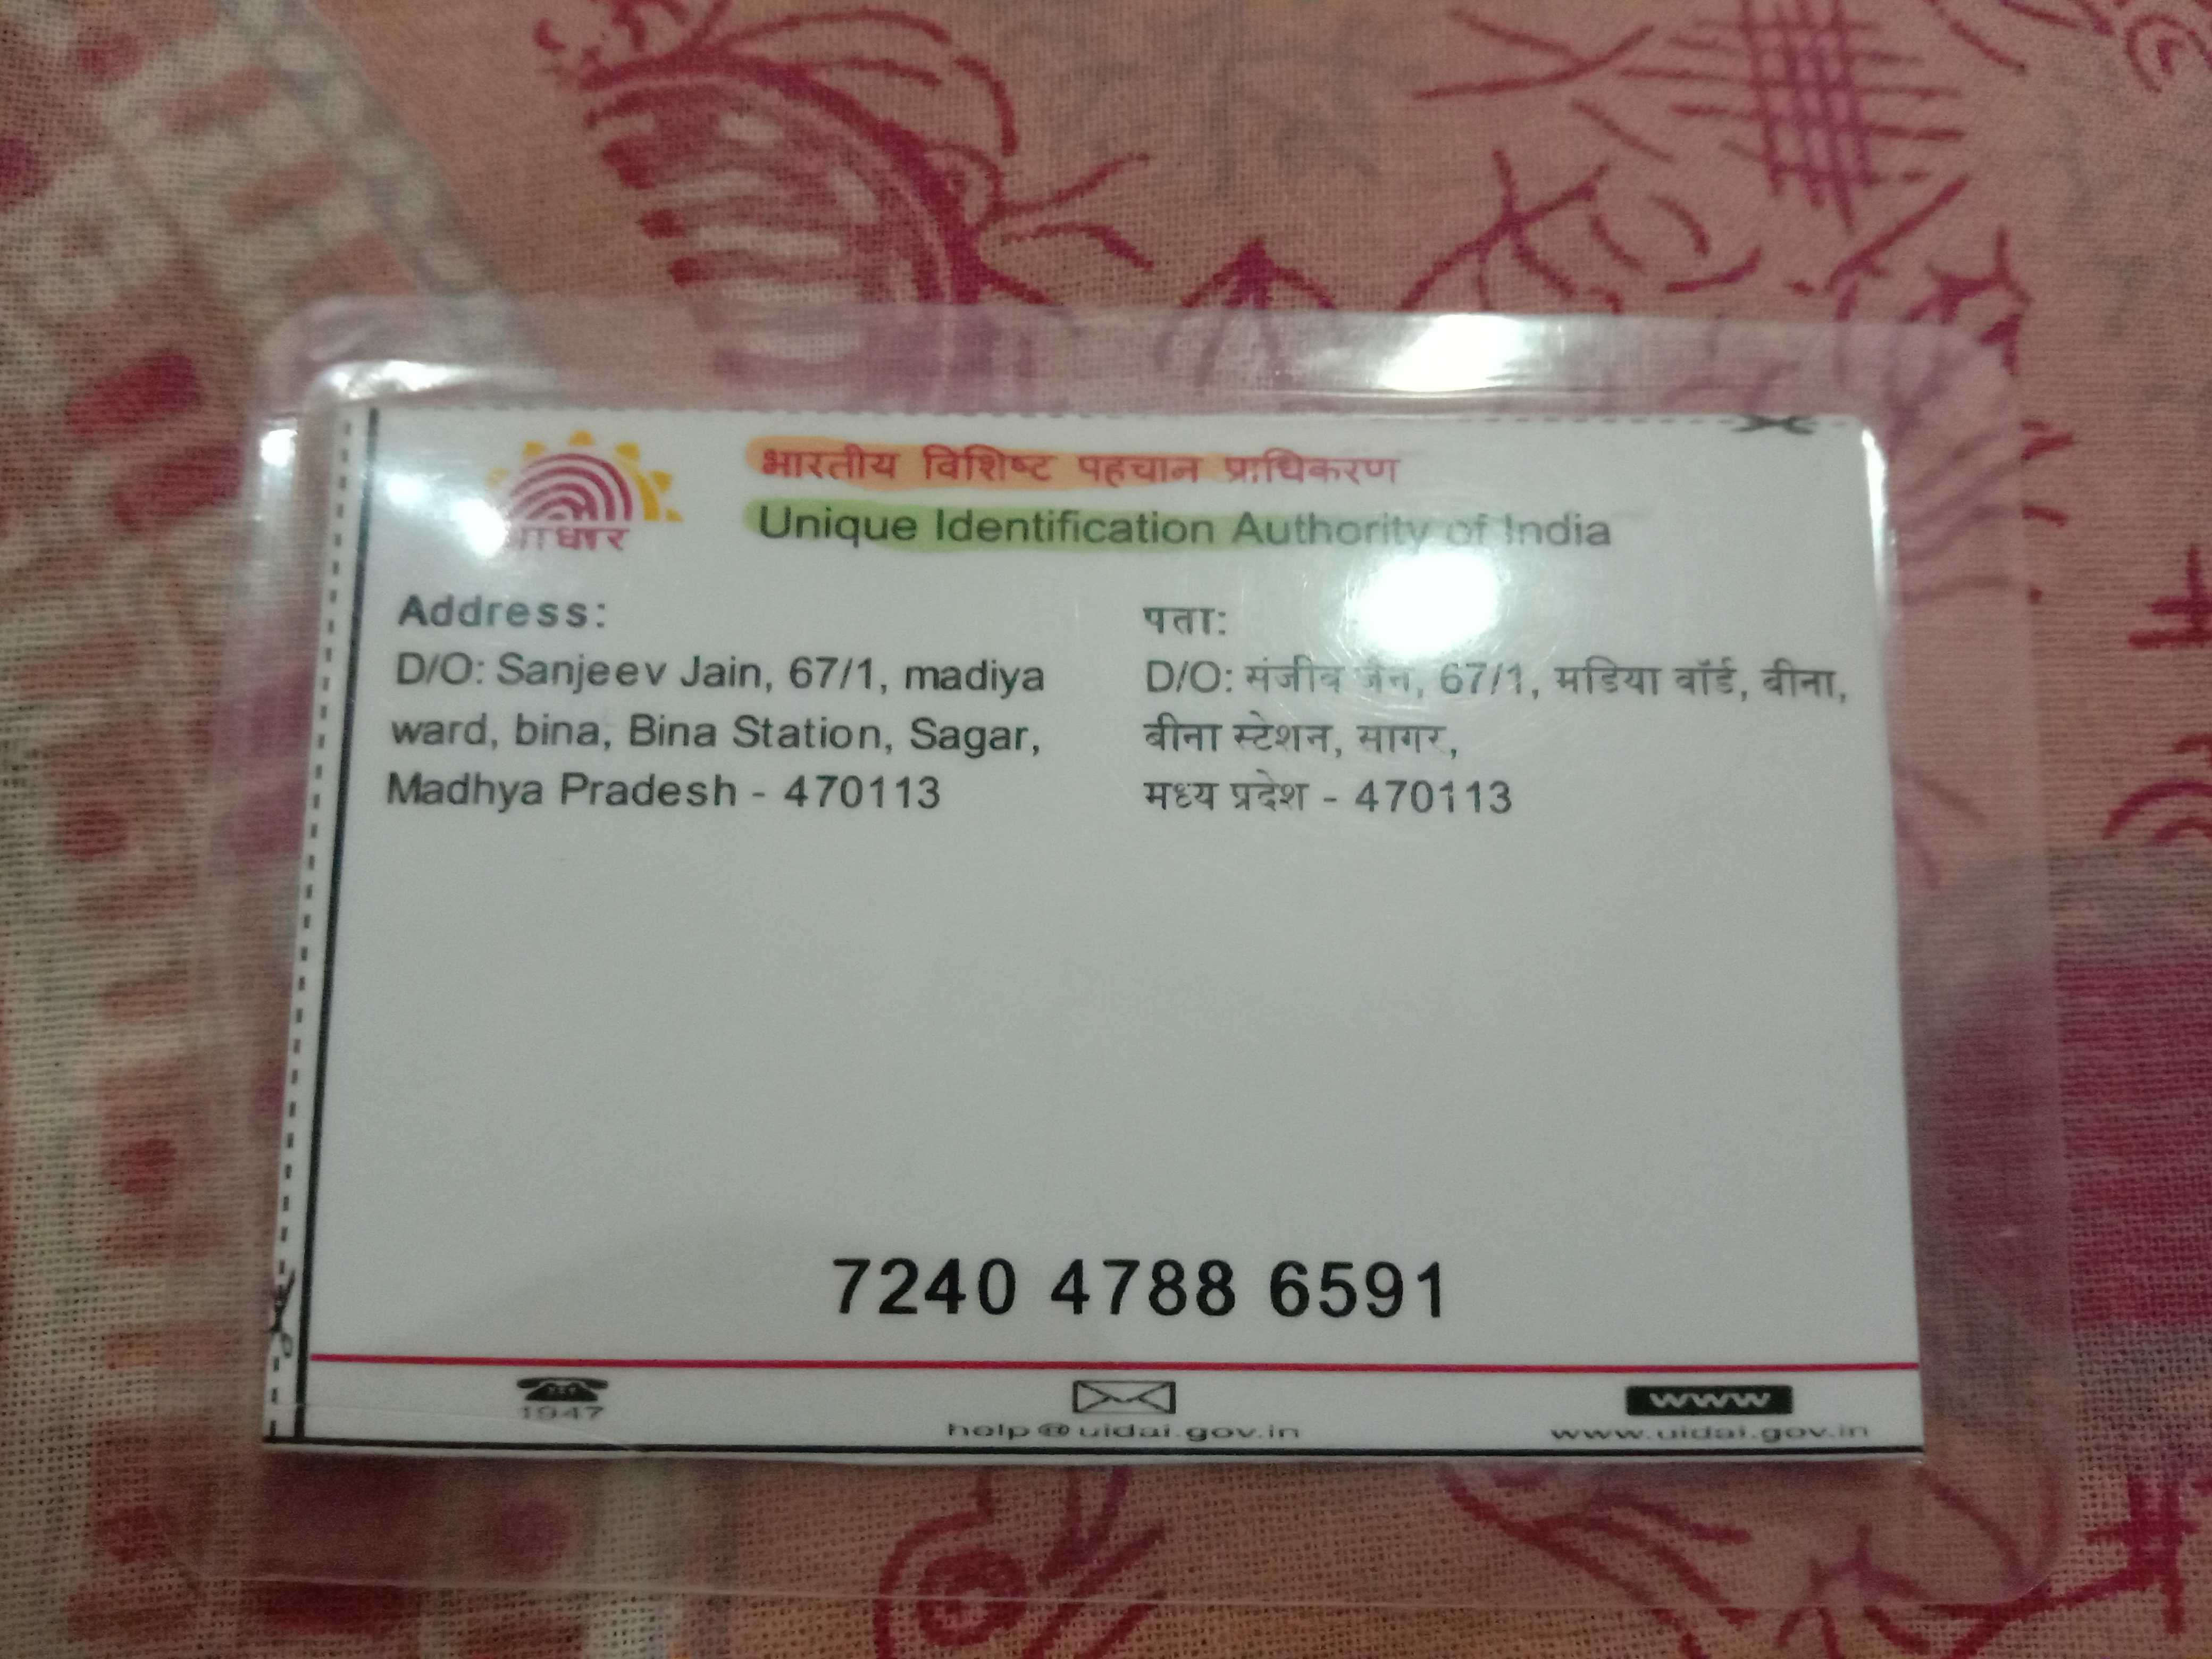 आधार
भारतीय विशिष्ट पहचान प्राधिकरण
Unique Identification Authority of India
Address:
D/O: Sanjeev Jain, 67/1, madiya
ward, bina, Bina Station, Sagar,
Madhya Pradesh - 470113
पता:
D/O: संजीव जैन, 67/1, मडिया वॉर्ड, बीना,
बीना स्टेशन, सागर,
मध्य प्रदेश - 470113
7240 4788 6591
1947
help@uidai.gov.in
www
www.uidai.gov.in